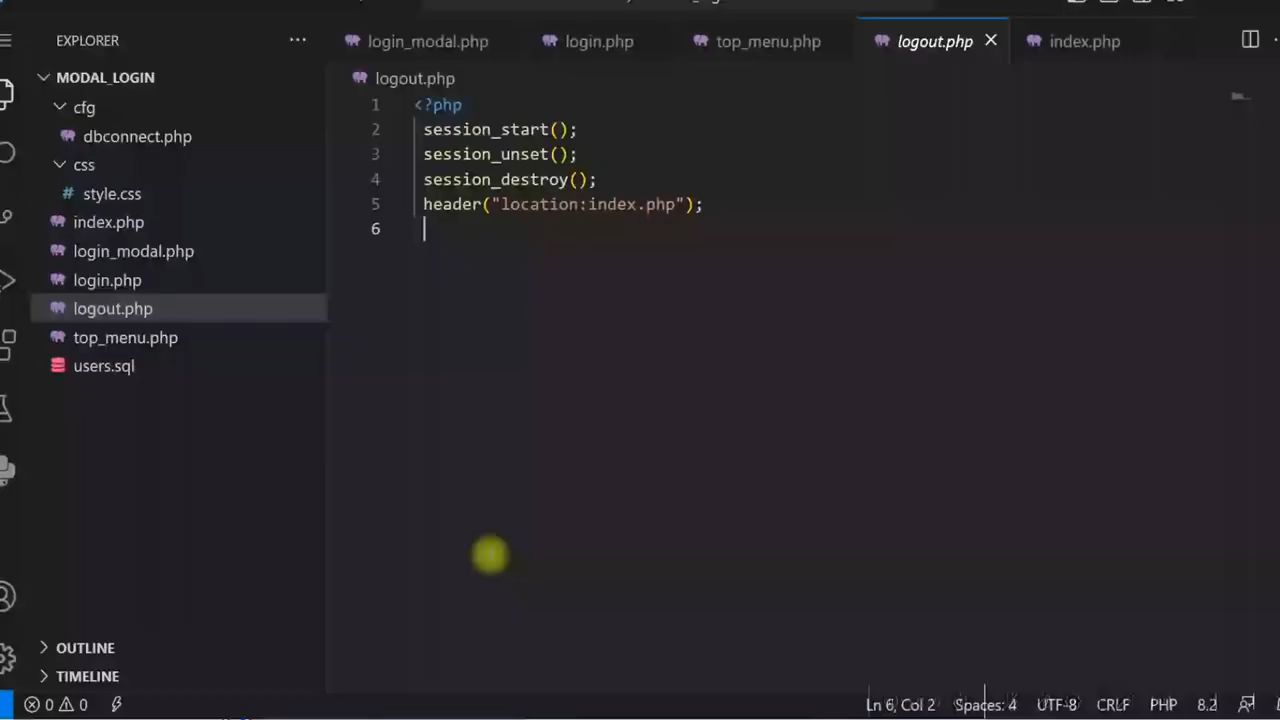 EXPLORER
MODAL_LOGIN
cfg
dbconnect.php
css
# style.css
index.php
login_modal.php
login.php
logout.php
top_menu.php
users.sql
OUTLINE
TIMELINE
login_modal.php login.php top_menu.php logout.php index.php
logout.php
1 <?php
2 session_start();
3 session_unset();
4 session_destroy();
5 header("location:index.php");
6
0 0 Ln 6, Col 2 Spaces: 4 UTF-8 CRLF PHP 8.2